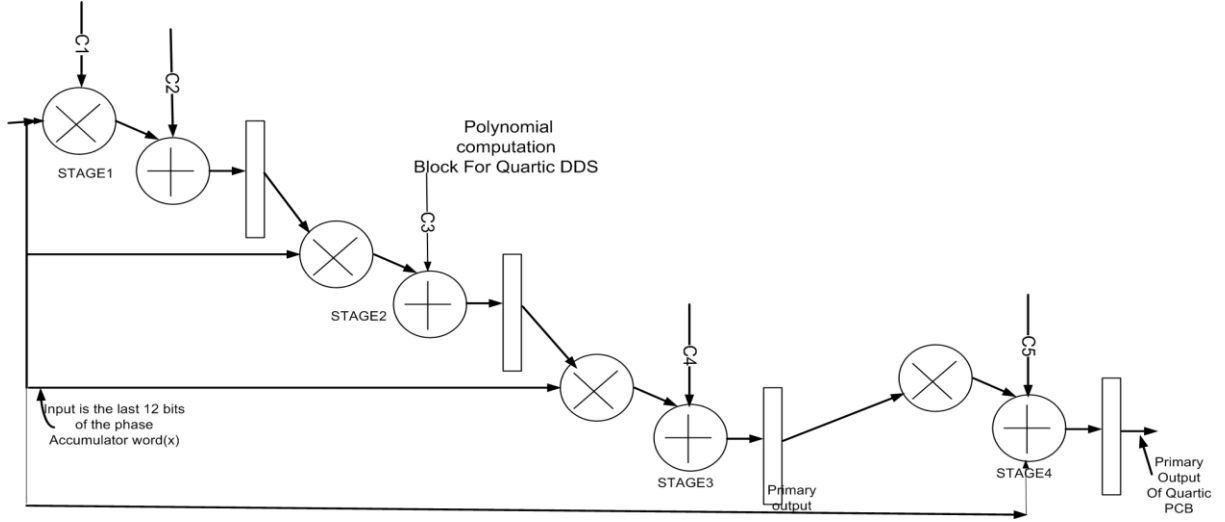 C1
C2
STAGE1
Polynomial
computation
Block For Quartic DDS
C3
STAGE2
C4
C5
Input is the last 12 bits
of the phase
Accumulator word(x)
STAGE3
Primary
output
STAGE4
Primary
Output
Of Quartic
PCB